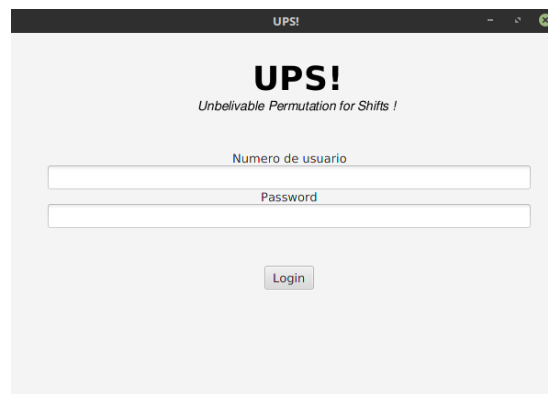 UPS!
UPS!
Unbelivable Permutation for Shifts !
Numero de usuario
Password
Login